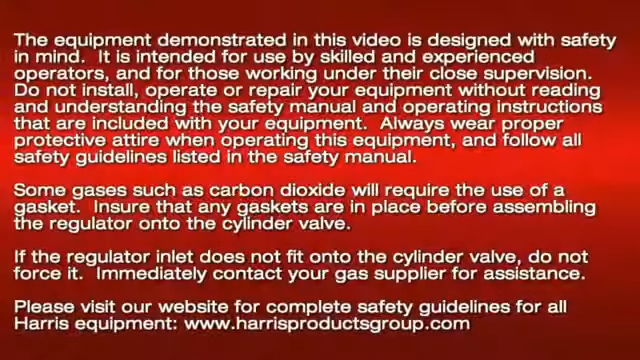 The equipment demonstrated in this video is designed with safety
in mind.  It is intended for use by skilled and experienced
operators, and for those working under their close supervision.
Do not install, operate or repair your equipment without reading
and understanding the safety manual and operating instructions
that are included with your equipment.  Always wear proper
protective attire when operating this equipment, and follow all
safety guidelines listed in the safety manual.
Some gases such as carbon dioxide will require the use of a
gasket.  Insure that any gaskets are in place before assembling
the regulator onto the cylinder valve.
If the regulator inlet does not fit onto the cylinder valve, do not
force it.  Immediately contact your gas supplier for assistance.
Please visit our website for complete safety guidelines for all
Harris equipment: www.harrisproductsgroup.com